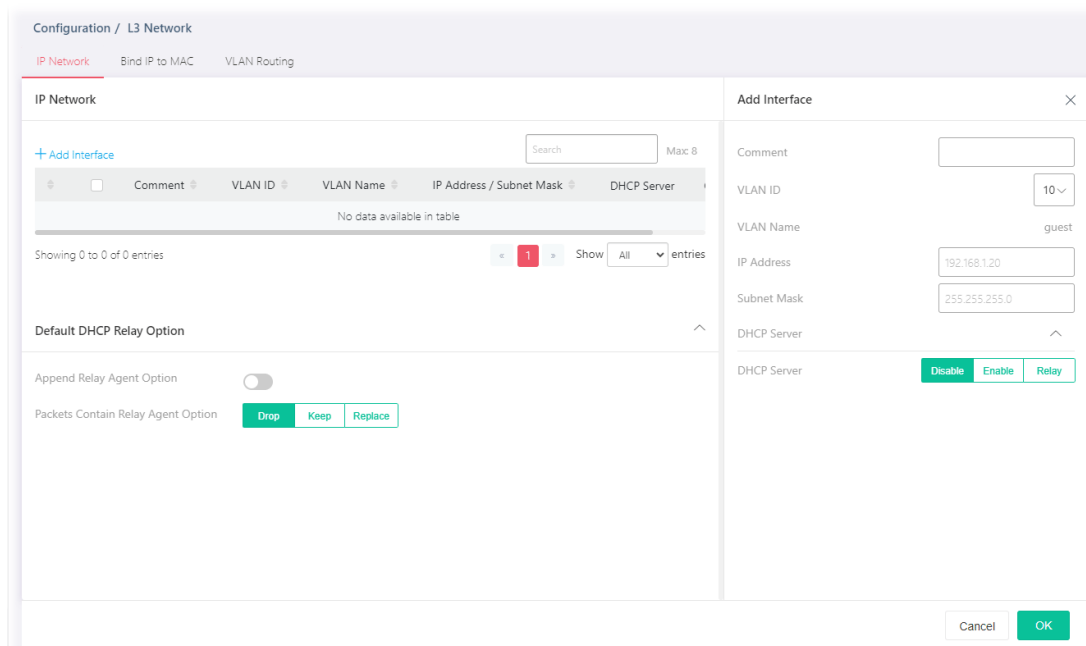 Configuration / L3 Network
IP Network Bind IP to MAC VLAN Routing
IP Network
+ Add Interface
Search
Max: 8
Comment VLAN ID VLAN Name IP Address / Subnet Mask DHCP Server
No data available in table
Showing 0 to 0 of 0 entries
« 1 » Show All entries
Default DHCP Relay Option
Append Relay Agent Option
Packets Contain Relay Agent Option Drop Keep Replace
Add Interface
Comment
VLAN ID 10
VLAN Name guest
IP Address 192.168.1.20
Subnet Mask 255.255.255.0
DHCP Server
DHCP Server Disable Enable Relay
Cancel OK